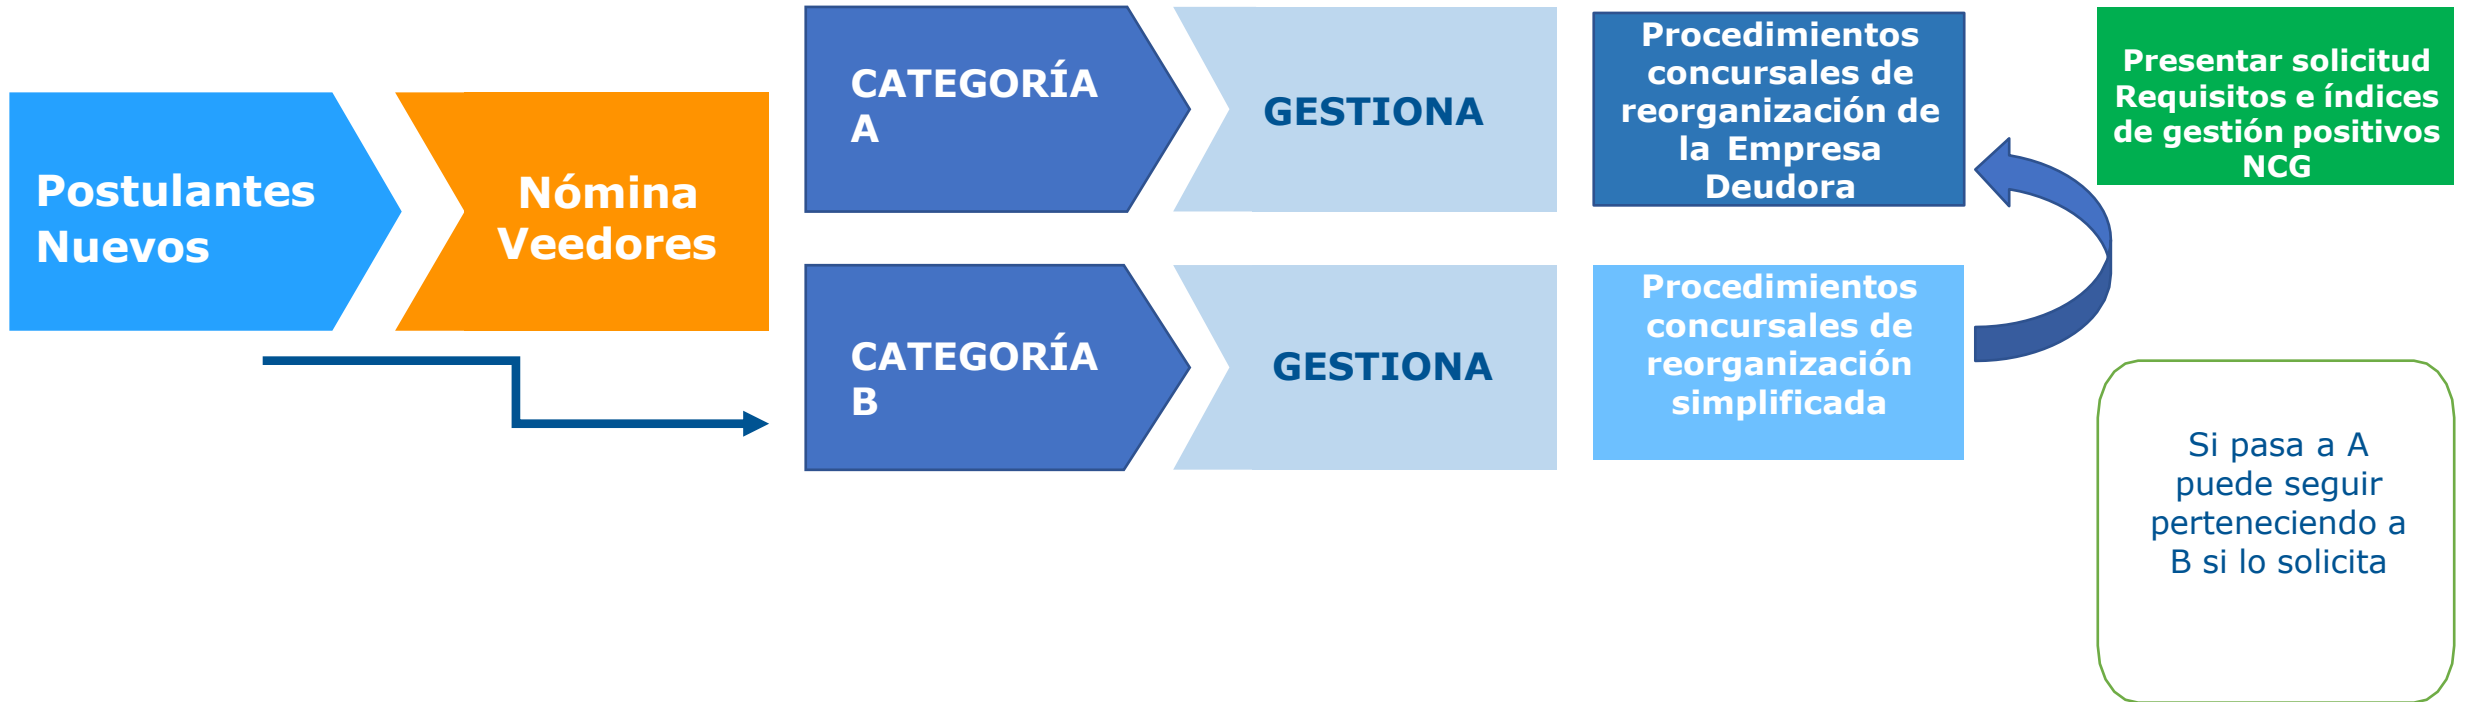 Postulantes
Nuevos
Nómina
Veedores
CATEGORÍA
A
GESTIONA
Procedimientos
concursales de
reorganización de
la Empresa
Deudora
Presentar solicitud
Requisitos e índices
de gestión positivos
NCG
CATEGORÍA
B
GESTIONA
Procedimientos
concursales de
reorganización
simplificada
Si pasa a A
puede seguir
perteneciendo a
B si lo solicita